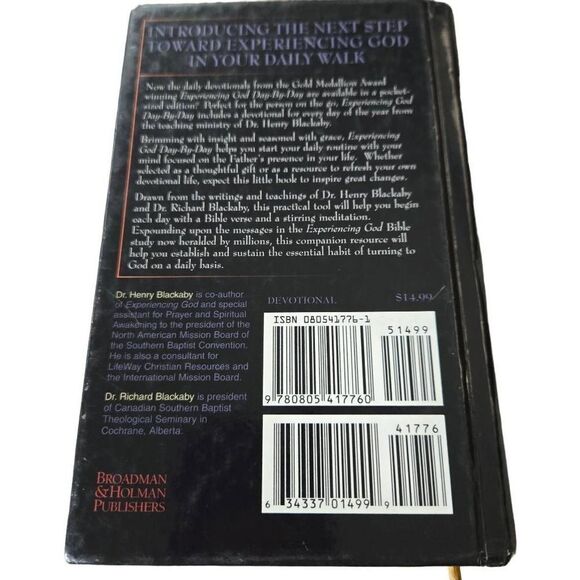 INTRODUCING THE NEXT STEP
TOWARD EXPERIENCING GOD
IN YOUR DAILY WALK
Now the daily devotionals from the Gold Medallion Award
winning Experiencing God Day-By-Day are available in a pocket-
sized edition! Perfect for the person on the go, Experiencing God
Day-By-Day includes a devotional for every day of the year from
the teaching ministry of Dr. Henry Blackaby.
Brimming with insight and seasoned with grace, Experiencing
God Day-By-Day helps you start your daily routine with your
mind focused on the Father's presence in your life. Whether
selected as a thoughtful gift or as a resource to refresh your own
devotional life, expect this little book to inspire great changes.
Drawn from the writings and teachings of Dr. Henry Blackaby
and Dr. Richard Blackaby, this practical tool will help you begin
each day with a Bible verse and a stirring meditation.
Expounding upon the messages in the Experiencing God Bible
study now heralded by millions, this companion resource will
help you establish and sustain the essential habit of turning to
God on a daily basis.
Dr. Henry Blackaby is co-author
of Experiencing God and special
assistant for Prayer and Spiritual
Awakening to the president of the
North American Mission Board of
the Southern Baptist Convention.
He is also a consultant for
LifeWay Christian Resources and
the International Mission Board.
Dr. Richard Blackaby is president
of Canadian Southern Baptist
Theological Seminary in
Cochrane, Alberta.
BROADMAN
&HOLMAN
PUBLISHERS
DEVOTIONAL $14.99
ISBN 080541776-1
51499
9 780805 417760
41776
6 34337 01499 9